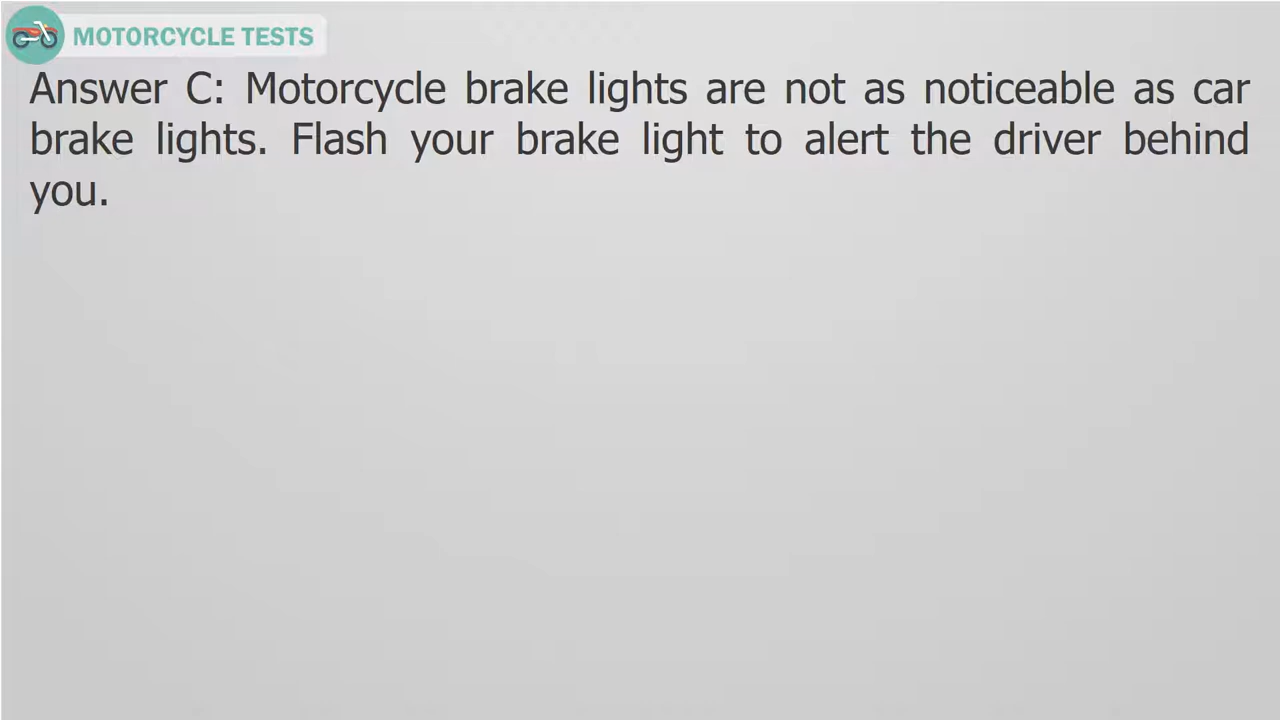 MOTORCYCLE TESTS
Answer C: Motorcycle brake lights are not as noticeable as car
brake lights. Flash your brake light to alert the driver behind
you.